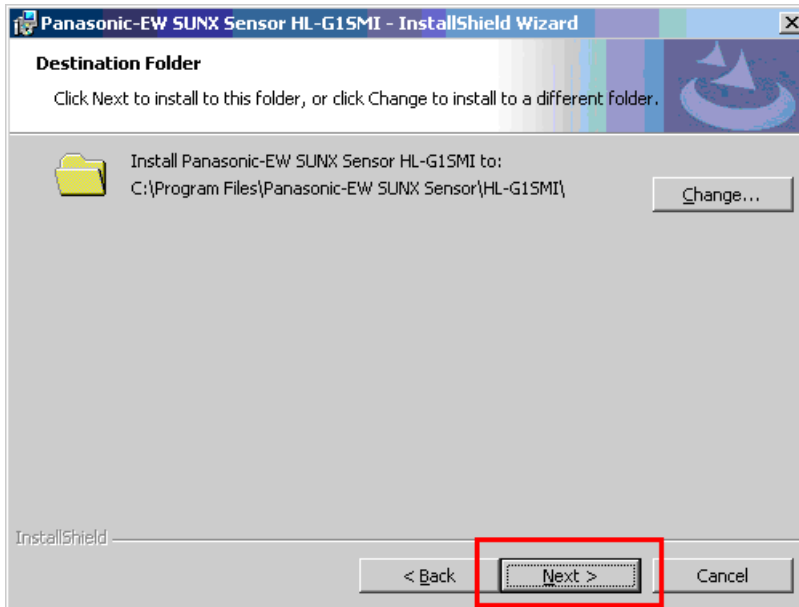 Panasonic-EW SUNX Sensor HL-G1SMI - InstallShield Wizard
Destination Folder
Click Next to install to this folder, or click Change to install to a different folder.
Install Panasonic-EW SUNX Sensor HL-G1SMI to:
C:\Program Files\Panasonic-EW SUNX Sensor\HL-G1SMI\
Change...
InstallShield
< Back
Next >
Cancel